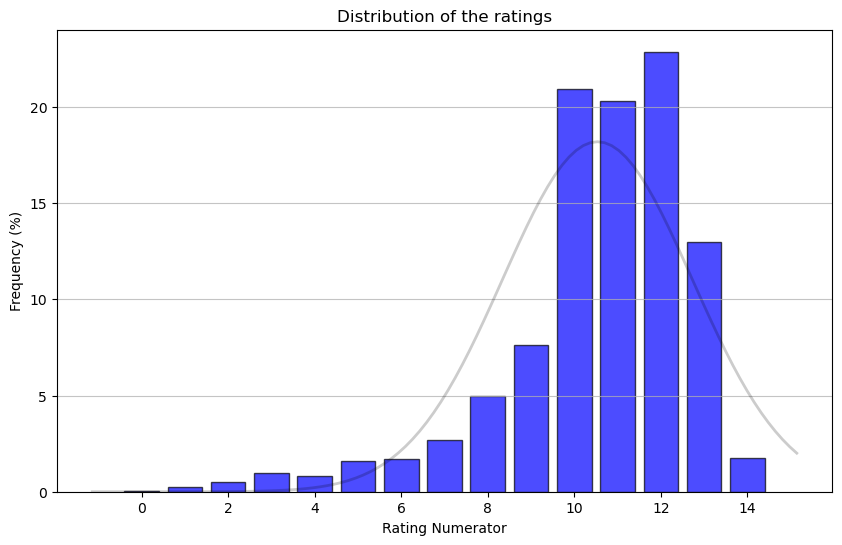 Distribution of the ratings
Frequency (%)
20
15
10
5
0
0 2 4 6 8 10 12 14
Rating Numerator